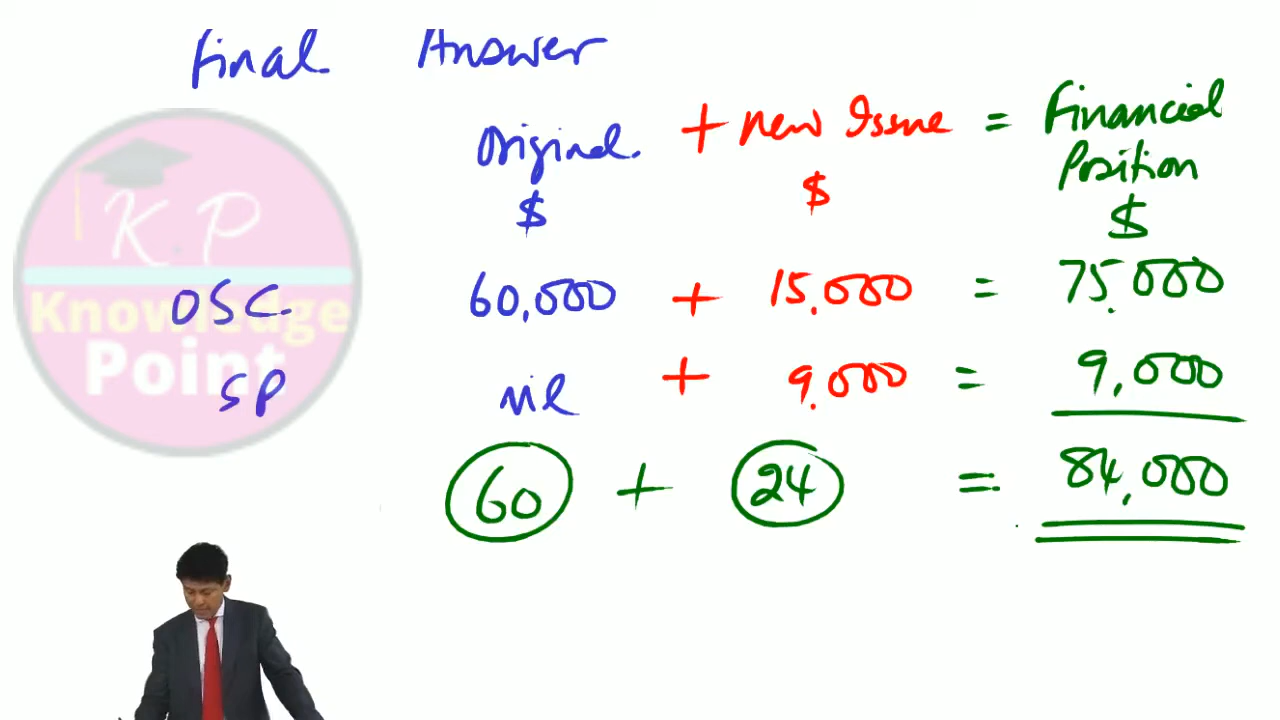 Final Answer
Original. + new Issue = Financial Position
$ $ $
K.P
Knowledge
Point
OSC. 60,000 + 15,000 = 75,000
SP nil + 9,000 = 9,000
60 + 24 = 84,000